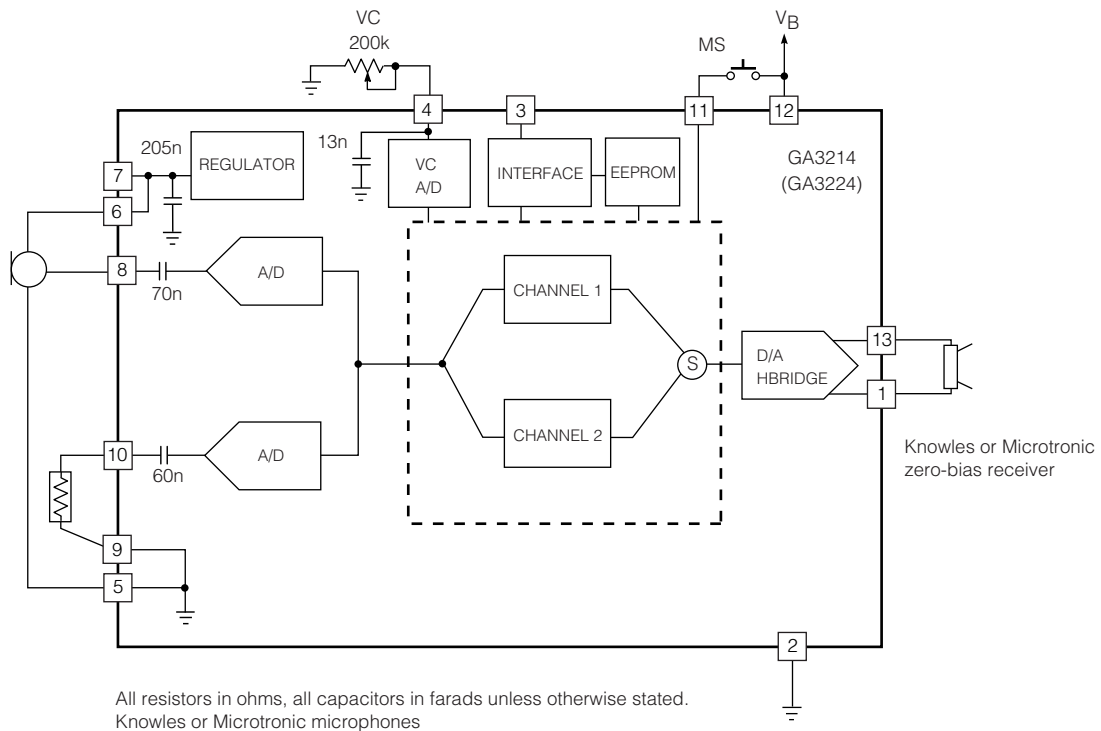 VC
200k
MS
VB
4
3
11
12
13n
205n
REGULATOR
VC
A/D
INTERFACE
EEPROM
GA3214
(GA3224)
7
6
8
70n
A/D
CHANNEL 1
S
D/A
HBRIDGE
13
1
CHANNEL 2
10
60n
A/D
Knowles or Microtronic
zero-bias receiver
9
5
2
All resistors in ohms, all capacitors in farads unless otherwise stated.
Knowles or Microtronic microphones